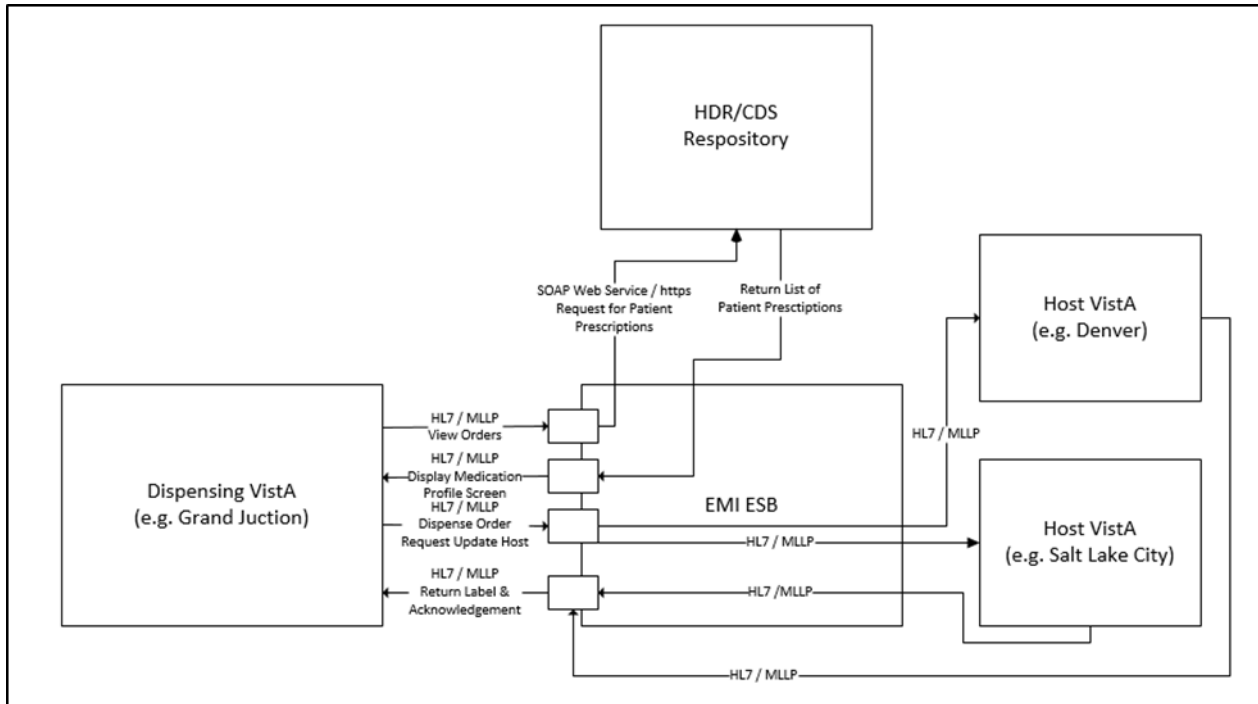 HDR/CDS
Respository
SOAP Web Service / https
Request for Patient
Prescriptions
Return List of
Patient Presctiptions
Host VistA
(e.g. Denver)
HL7 / MLLP
View Orders
HL7 / MLLP
HL7 / MLLP
Display Medication
Profile Screen
Dispensing VistA
(e.g. Grand Juction)
HL7 / MLLP
Dispense Order
Request Update Host
EMI ESB
HL7 / MLLP
Host VistA
(e.g. Salt Lake City)
HL7 / MLLP
Return Label &
Acknowledgement
HL7 /MLLP
HL7 / MLLP